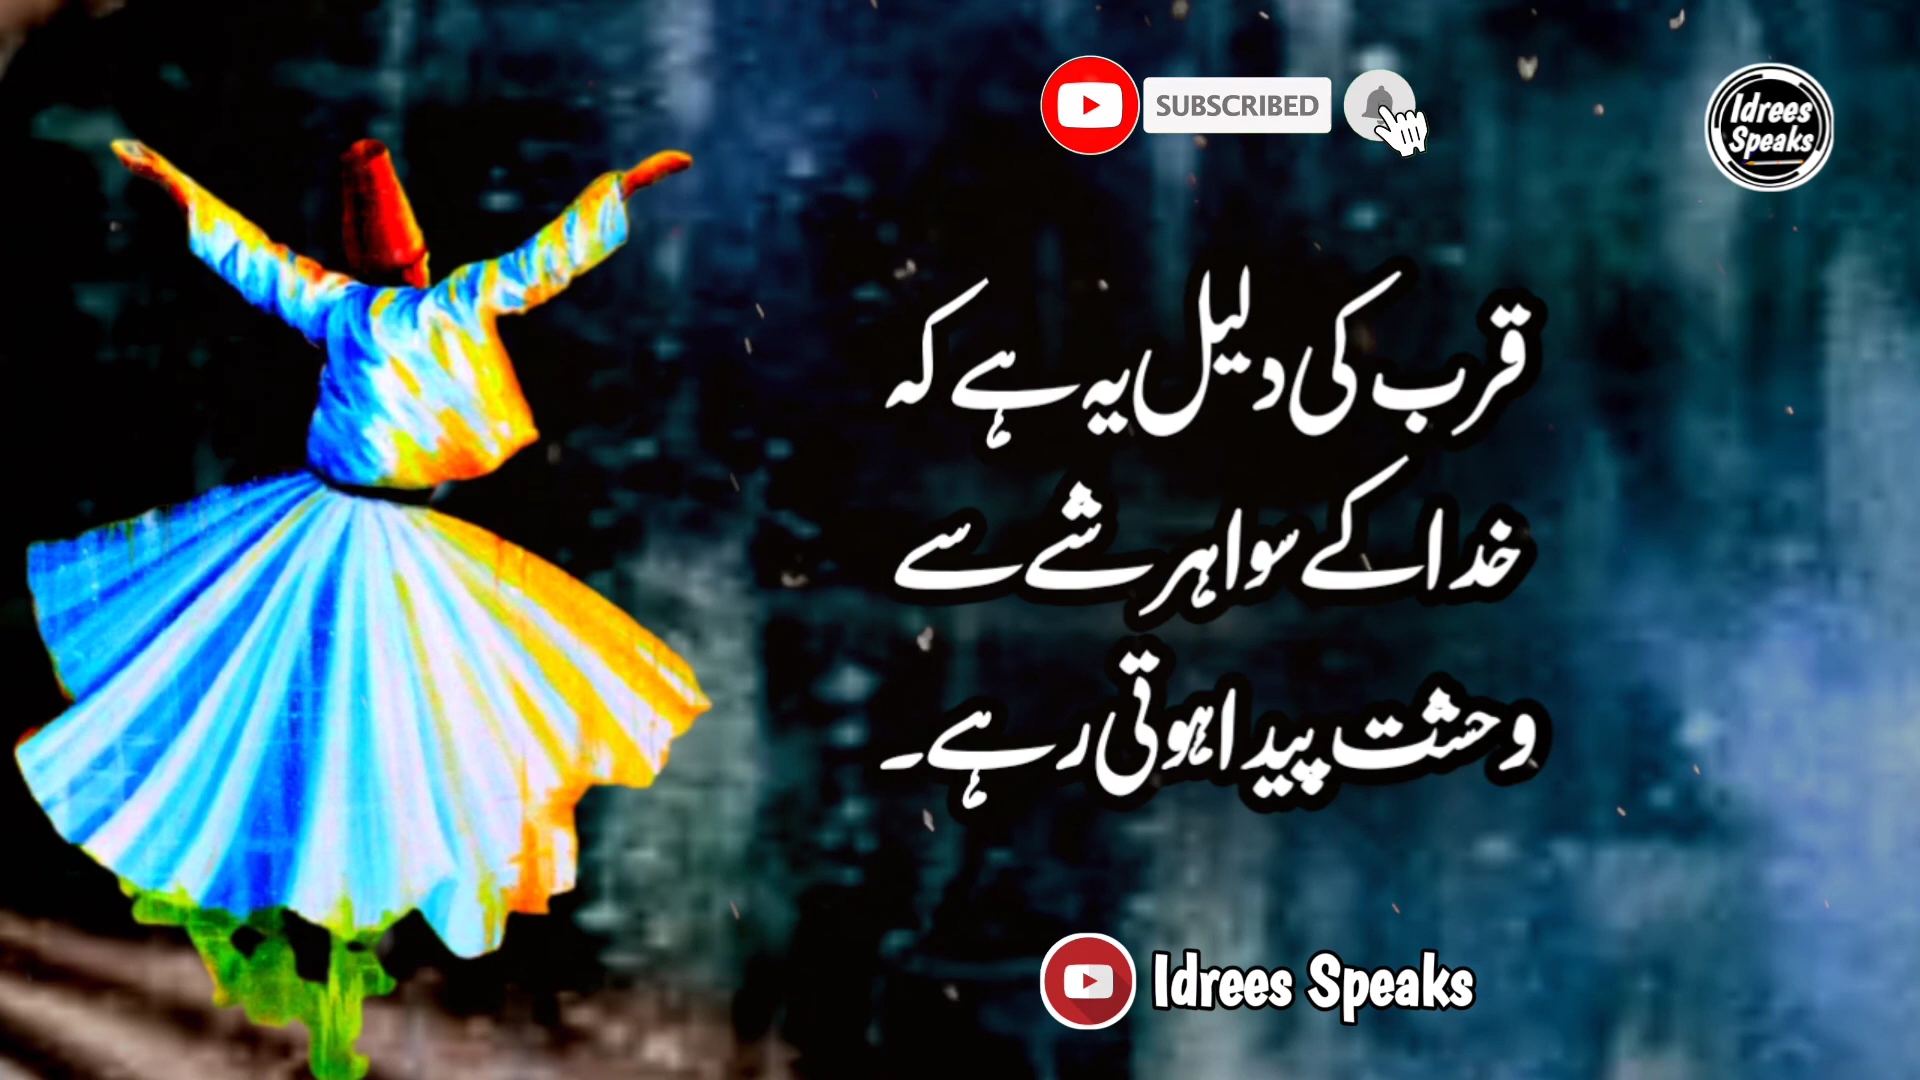 SUBSCRIBED
Idrees
Speaks
قرب کی دلیل یہ ہے کہ
خدا کے سوا ہر شے سے
وحشت پیدا ہوتی رہے۔
Idrees Speaks